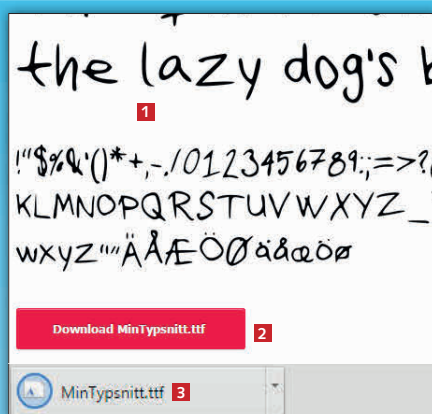 the lazy dog's
1
!"$%&'()*+,-./0123456789:;=>?
KLMNOPQRSTUVWXYZ_
wxyz"""ÄÅÆÖØäåæöø
Download MinTypsnitt.ttf 2
MinTypsnitt.ttf 3